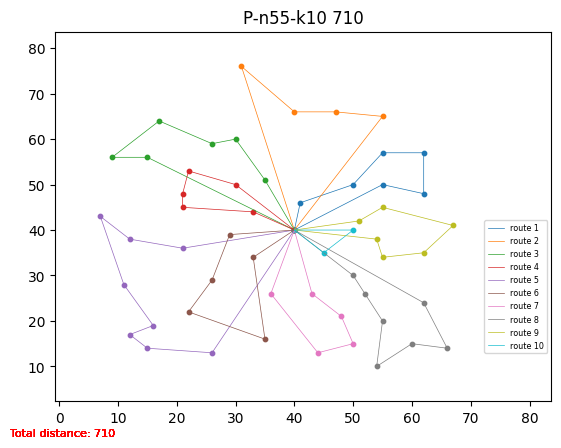 P-n55-k10 710
80
70
60
50
40
30
20
10
0 10 20 30 40 50 60 70 80
route 1
route 2
route 3
route 4
route 5
route 6
route 7
route 8
route 9
route 10
Total distance: 710